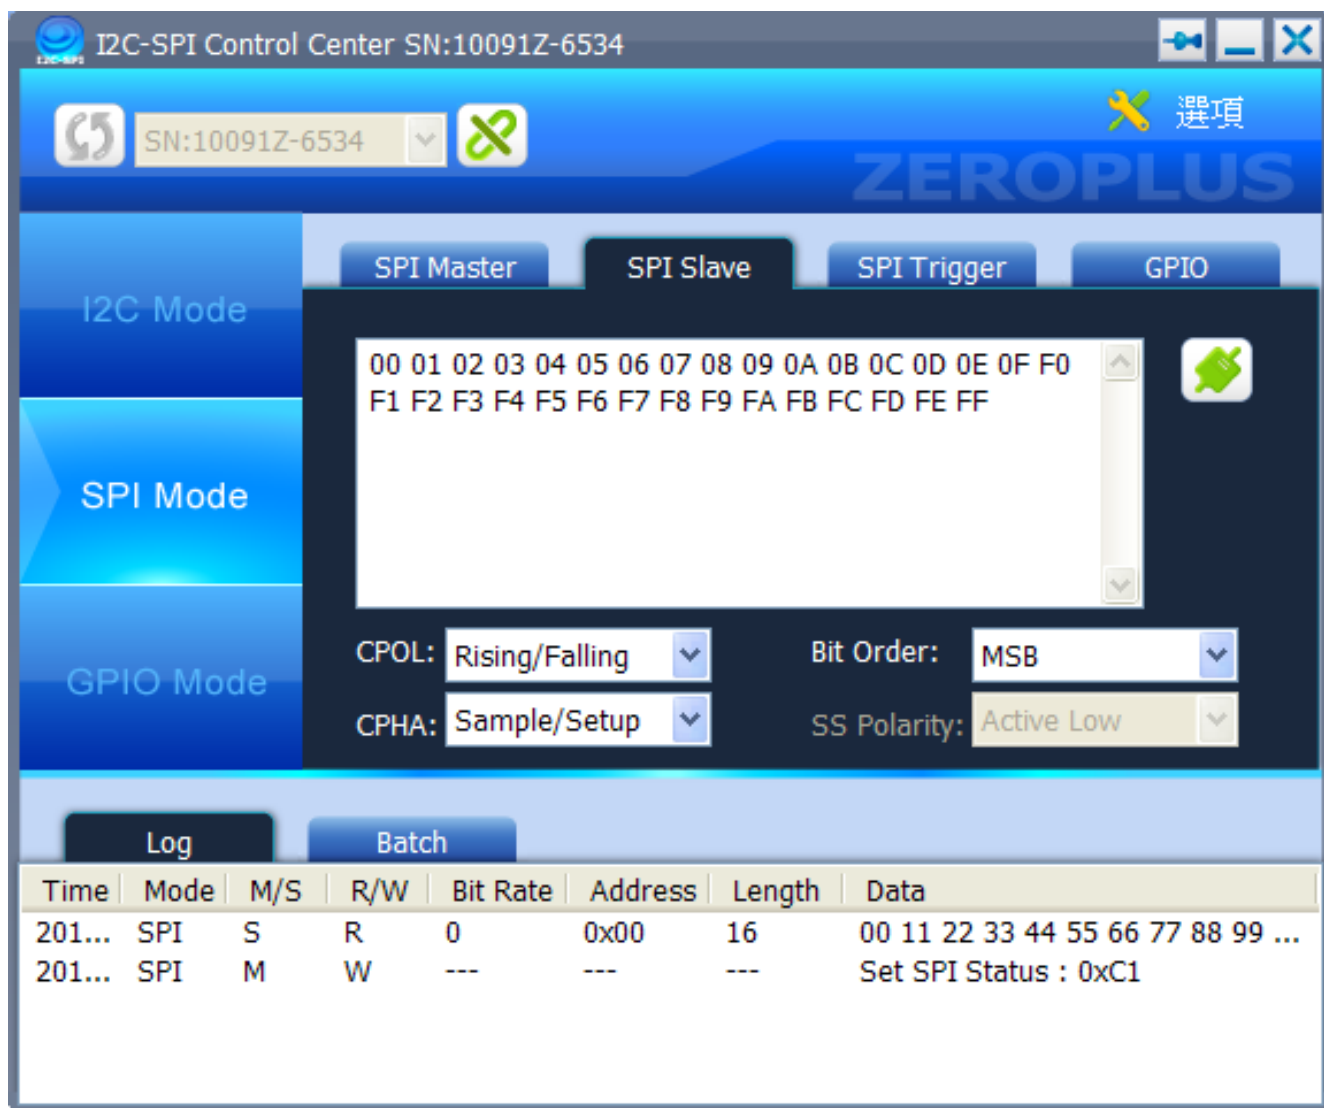 I2C-SPI Control Center SN:10091Z-6534
I2C-SPI
SN:10091Z-6534
選項
ZEROPLUS
I2C Mode
SPI Mode
GPIO Mode
SPI Master SPI Slave SPI Trigger GPIO
00 01 02 03 04 05 06 07 08 09 0A 0B 0C 0D 0E 0F F0
F1 F2 F3 F4 F5 F6 F7 F8 F9 FA FB FC FD FE FF
CPOL: Rising/Falling Bit Order: MSB
CPHA: Sample/Setup SS Polarity: Active Low
Log Batch
Time Mode M/S R/W Bit Rate Address Length Data
201... SPI S R 0 0x00 16 00 11 22 33 44 55 66 77 88 99 ...
201... SPI M W --- --- --- Set SPI Status : 0xC1